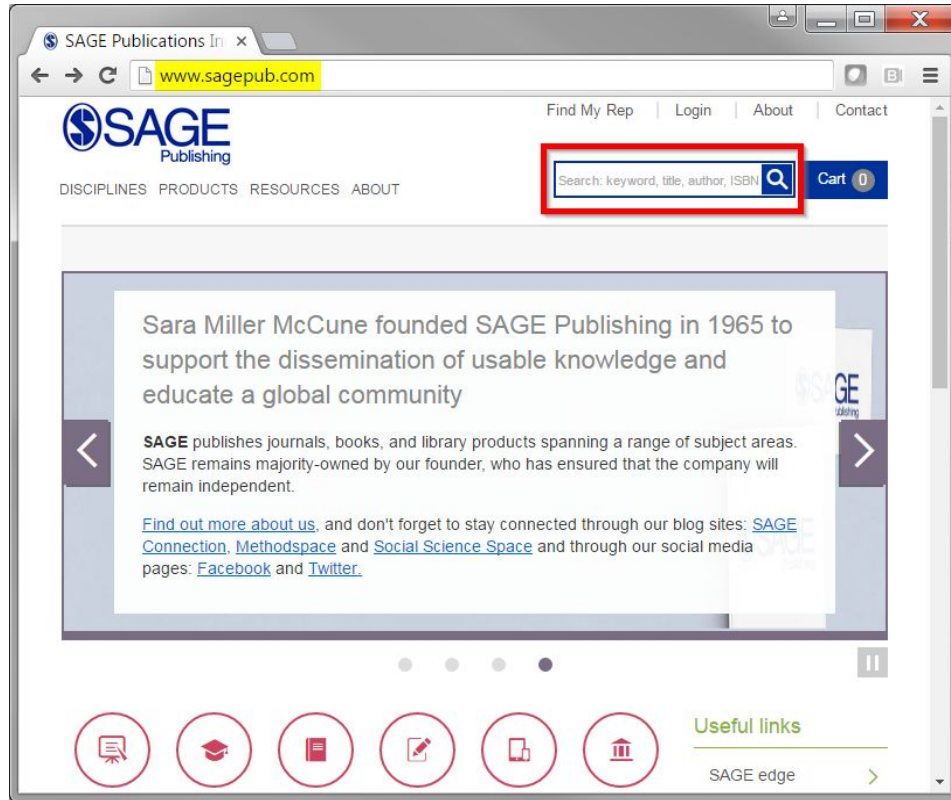 SAGE Publications In
www.sagepub.com
Find My Rep | Login | About | Contact
SAGE
Publishing
DISCIPLINES PRODUCTS RESOURCES ABOUT
Search: keyword, title, author, ISBN
Cart 0
Sara Miller McCune founded SAGE Publishing in 1965 to
support the dissemination of usable knowledge and
educate a global community
SAGE publishes journals, books, and library products spanning a range of subject areas.
SAGE remains majority-owned by our founder, who has ensured that the company will
remain independent.
Find out more about us, and don't forget to stay connected through our blog sites: SAGE
Connection, Methodspace and Social Science Space and through our social media
pages: Facebook and Twitter.
Useful links
SAGE edge